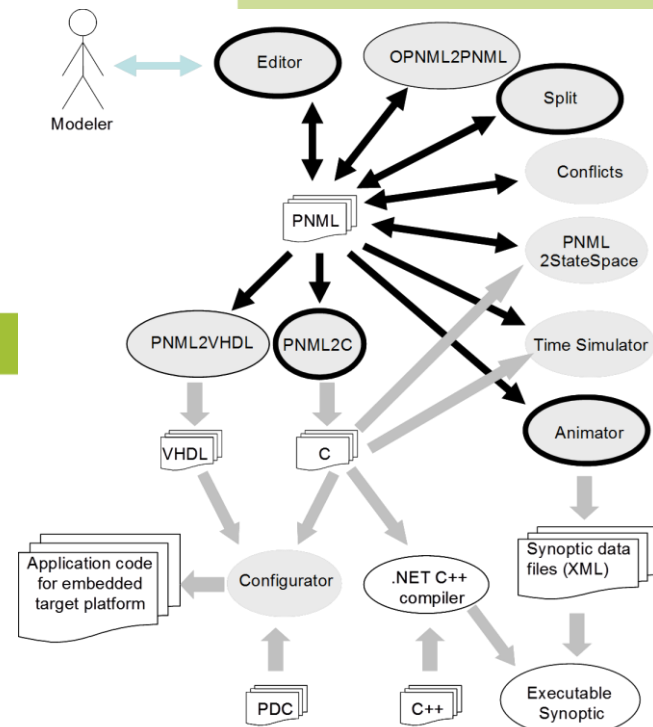 Editor
OPNML2PNML
Split
Modeler
Conflicts
PNML
PNML
2StateSpace
PNML2VHDL
PNML2C
Time Simulator
Animator
VHDL
C
Application code
for embedded
target platform
Configurator
.NET C++
compiler
Synoptic data
files (XML)
PDC
C++
Executable
Synoptic